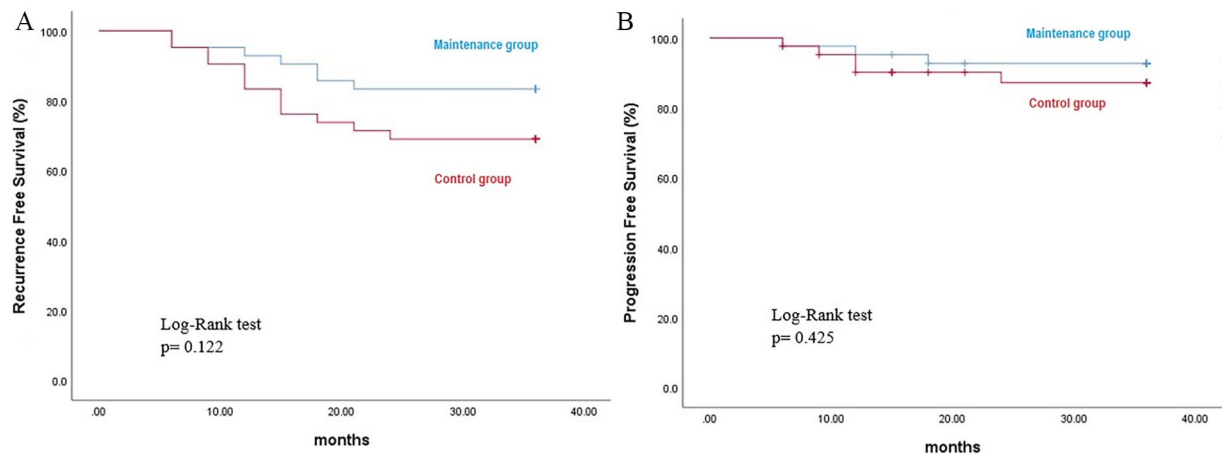 A
Recurrence Free Survival (%)
100.0
80.0
60.0
40.0
20.0
0.0
Maintenance group
Control group
Log-Rank test
p= 0.122
.00 10.00 20.00 30.00 40.00
months
B
Progression Free Survival (%)
100.0
80.0
60.0
40.0
20.0
0.0
Maintenance group
Control group
Log-Rank test
p= 0.425
.00 10.00 20.00 30.00 40.00
months